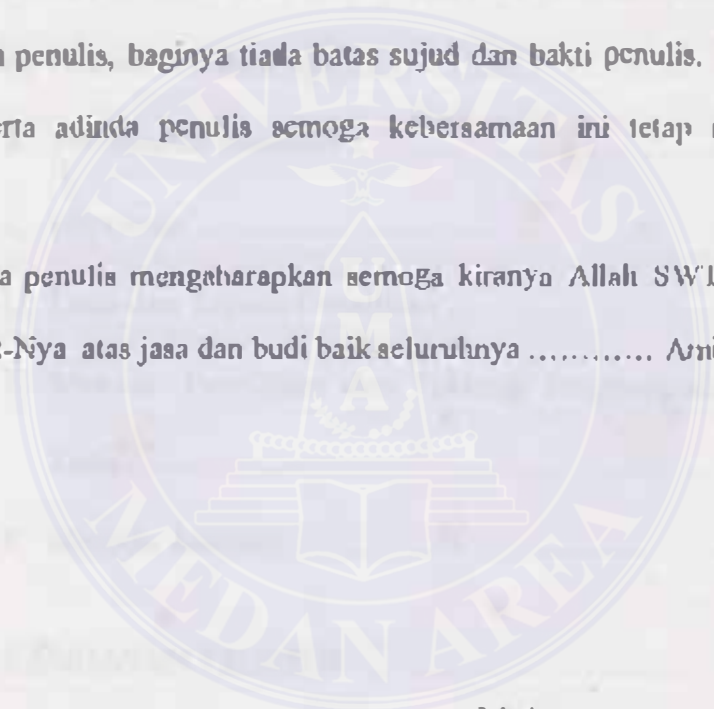 penulis, baginya tiada batas sujud dan bakti penulis.
adinda penulis semoga kebersamaan ini tetap
penulis mengaharapkan semoga kiranya Allah SWT
-Nya atas jasa dan budi baik seluruhnya ............
UNIVERSITAS
UMA
MEDAN AREA